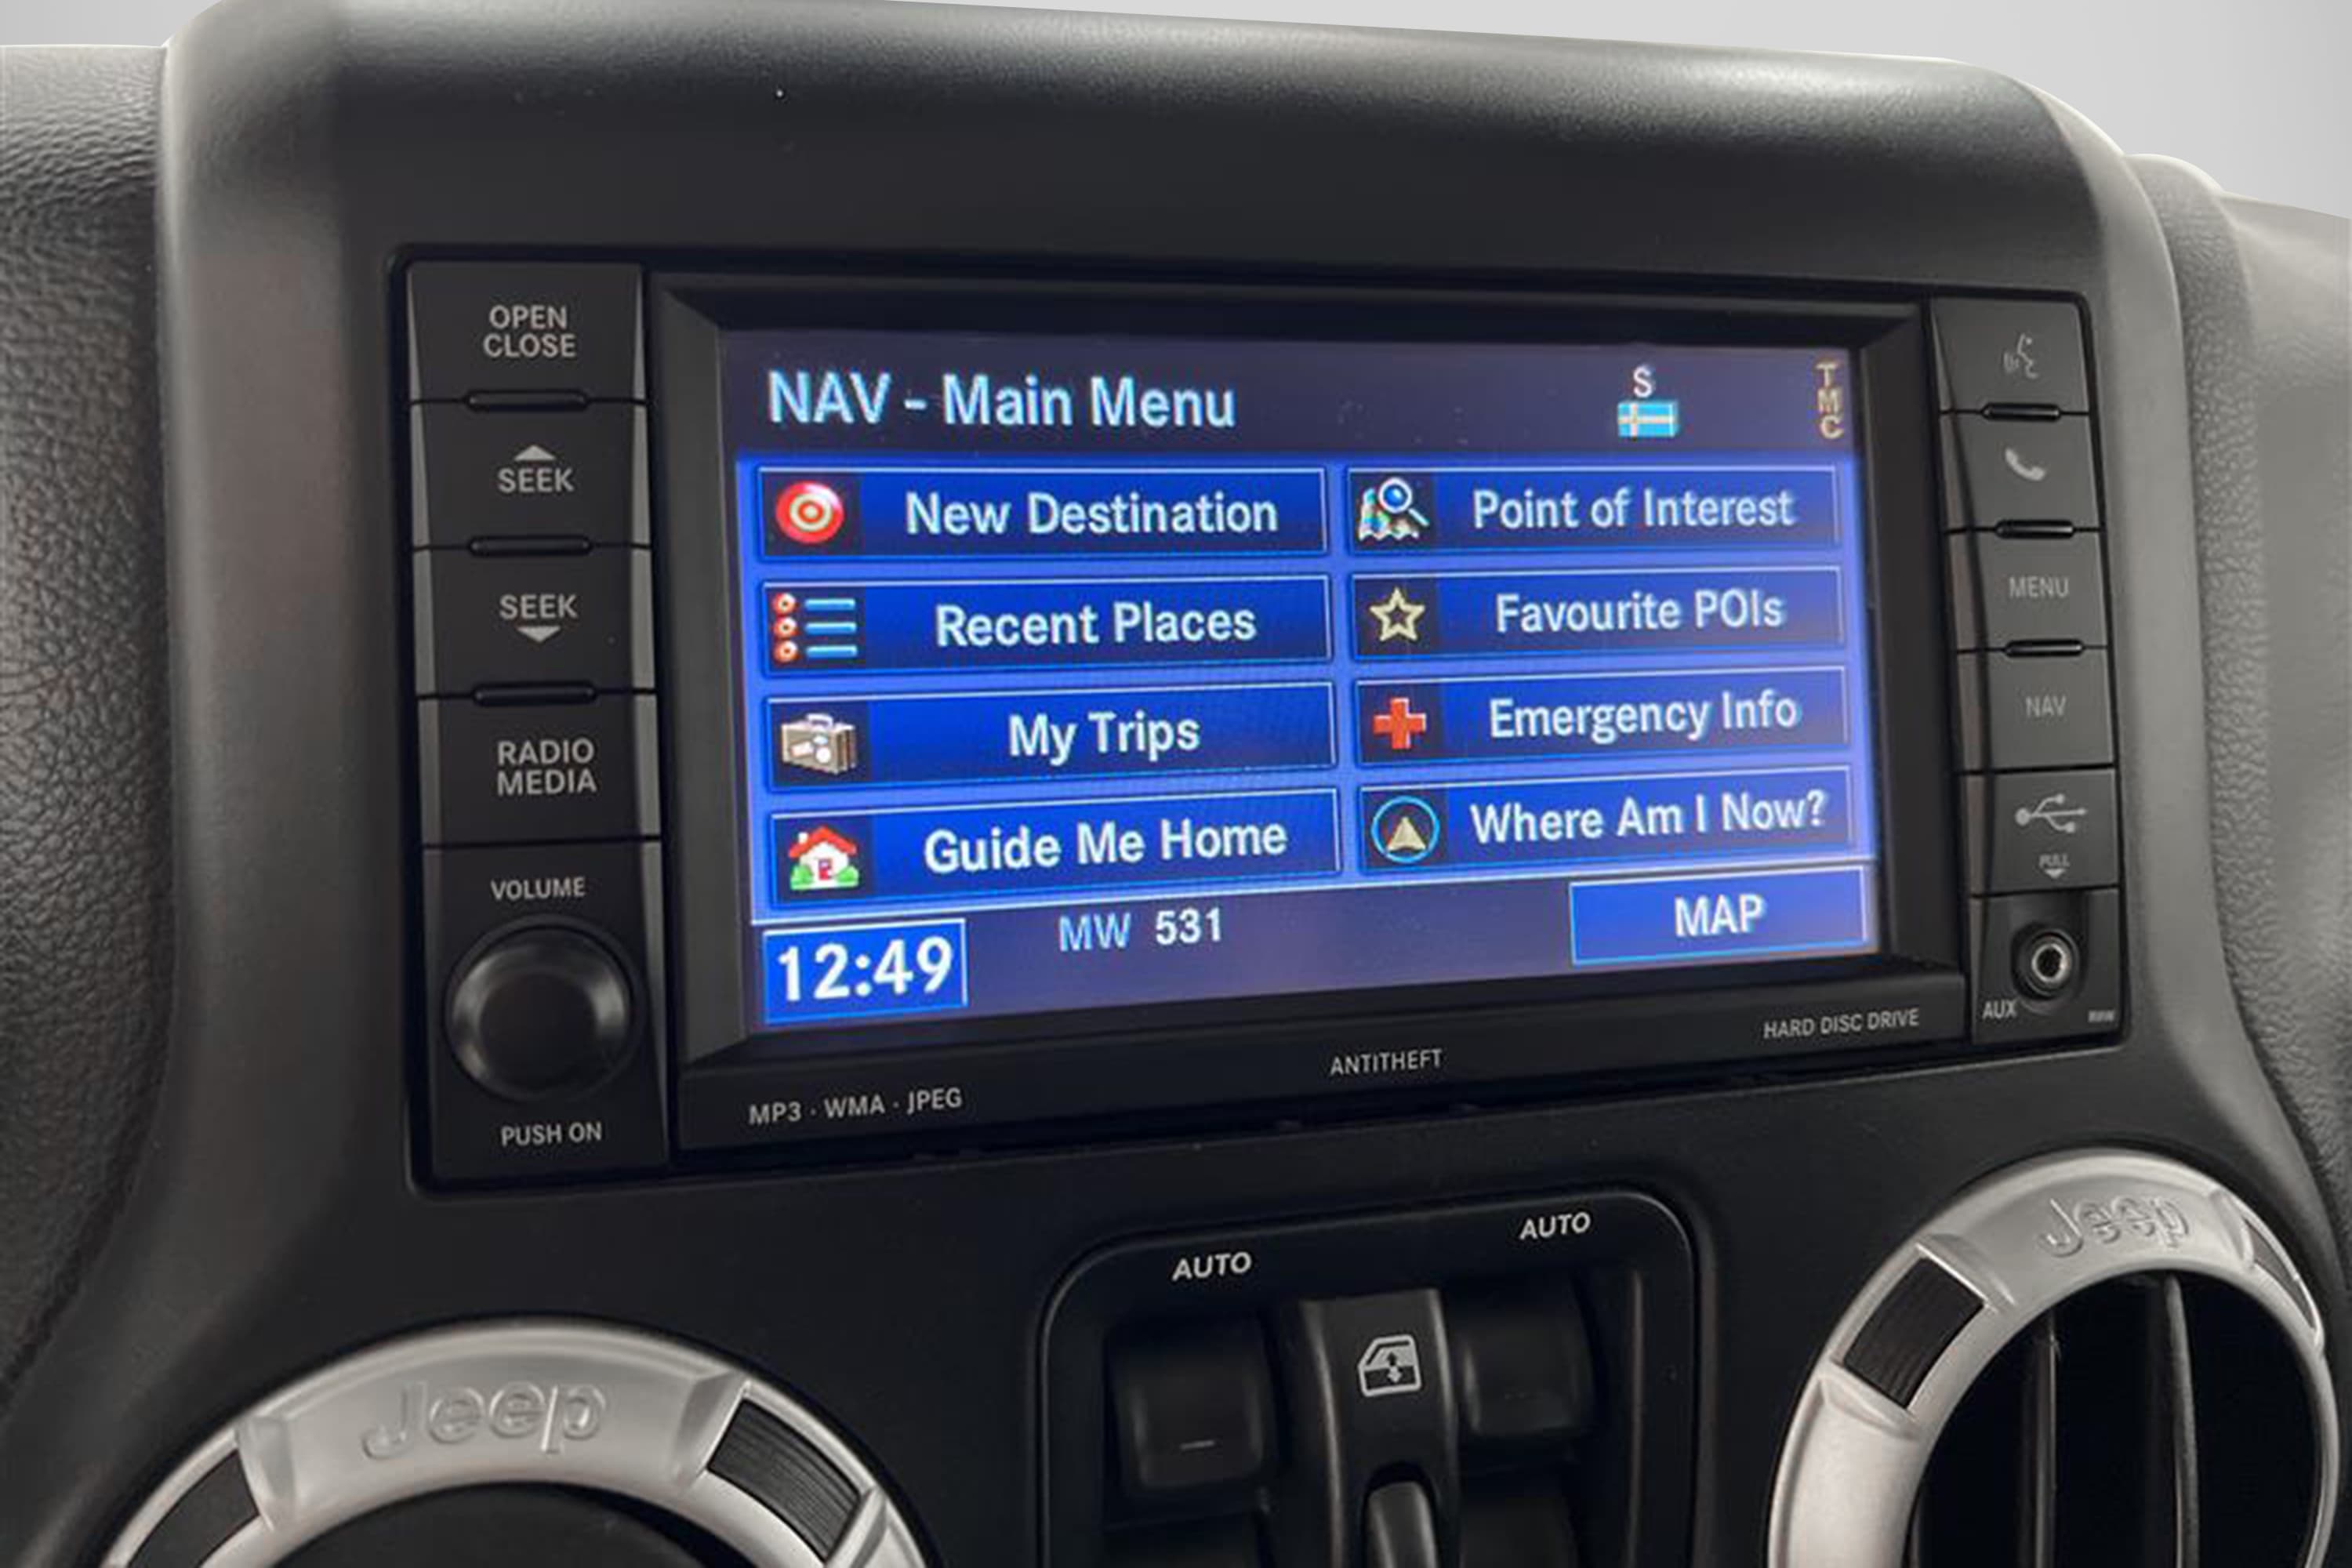 OPEN
CLOSE
SEEK
SEEK
RADIO
MEDIA
VOLUME
PUSH ON
NAV - Main Menu
S
TMC
New Destination
Point of Interest
Recent Places
Favourite POIs
My Trips
Emergency Info
Guide Me Home
Where Am I Now?
12:49
MW 531
MAP
MP3 · WMA · JPEG
ANTITHEFT
HARD DISC DRIVE
MENU
NAV
PULL
AUX
AUTO
AUTO
Jeep
Jeep